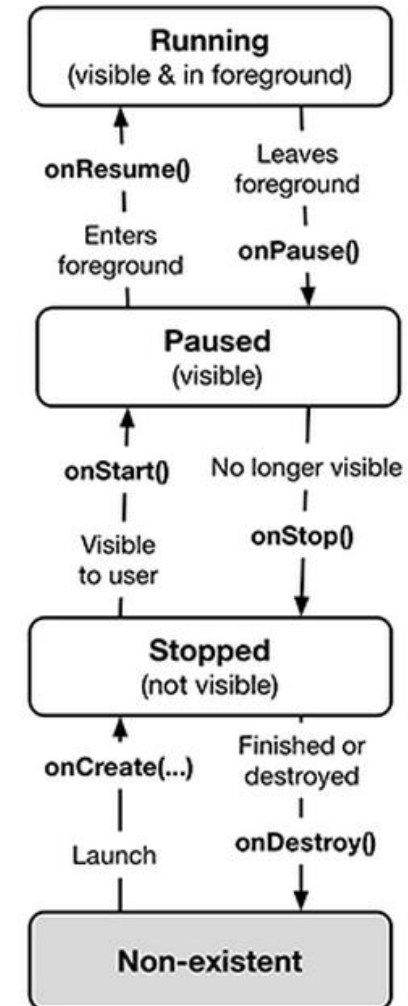 Running
(visible & in foreground)
onResume()
Enters
foreground
Leaves
foreground
onPause()
Paused
(visible)
onStart()
Visible
to user
No longer visible
onStop()
Stopped
(not visible)
onCreate(...)
Launch
Finished or
destroyed
onDestroy()
Non-existent